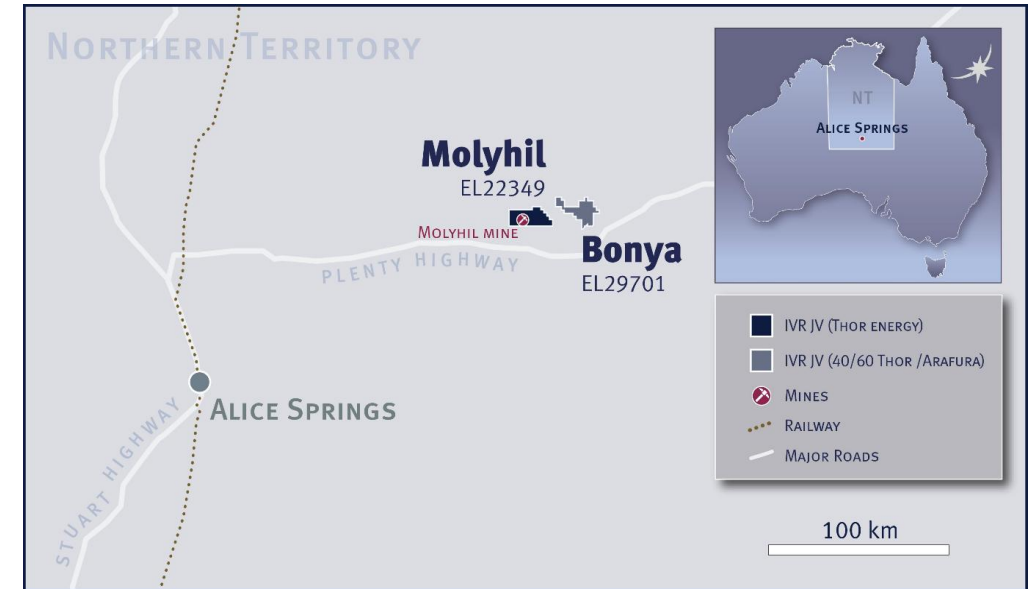 NORTHERN TERRITORY
Molyhil
EL22349
MOLYHIL MINE
Bonya
EL29701
PLENTY HIGHWAY
ALICE SPRINGS
STUART HIGHWAY
NT
ALICE SPRINGS
IVR JV (THOR ENERGY)
IVR JV (40/60 THOR /ARAFURA)
MINES
RAILWAY
MAJOR ROADS
100 km